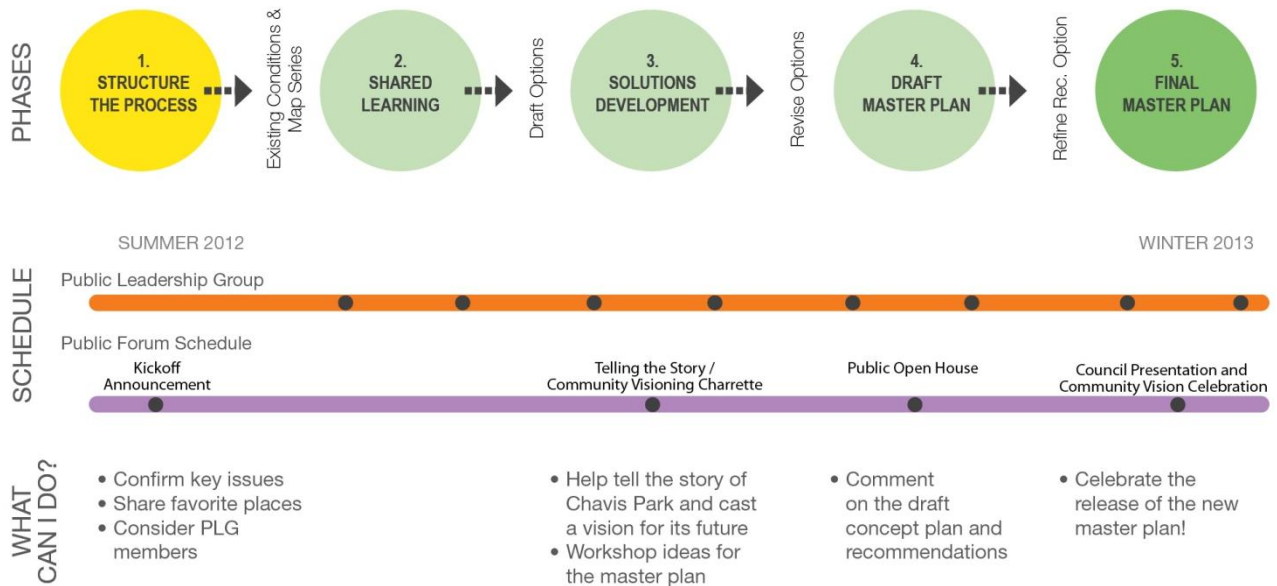 PHASES
1.
STRUCTURE
THE PROCESS
Existing Conditions &
Map Series
2.
SHARED
LEARNING
Draft Options
3.
SOLUTIONS
DEVELOPMENT
Revise Options
4.
DRAFT
MASTER PLAN
Refine Rec. Option
5.
FINAL
MASTER PLAN
SCHEDULE
SUMMER 2012
WINTER 2013
Public Leadership Group
Public Forum Schedule
Kickoff
Announcement
Telling the Story /
Community Visioning Charrette
Public Open House
Council Presentation and
Community Vision Celebration
WHAT
CAN I DO?
• Confirm key issues
• Share favorite places
• Consider PLG
members
• Help tell the story of
Chavis Park and cast
a vision for its future
• Workshop ideas for
the master plan
• Comment
on the draft
concept plan and
recommendations
• Celebrate the
release of the new
master plan!